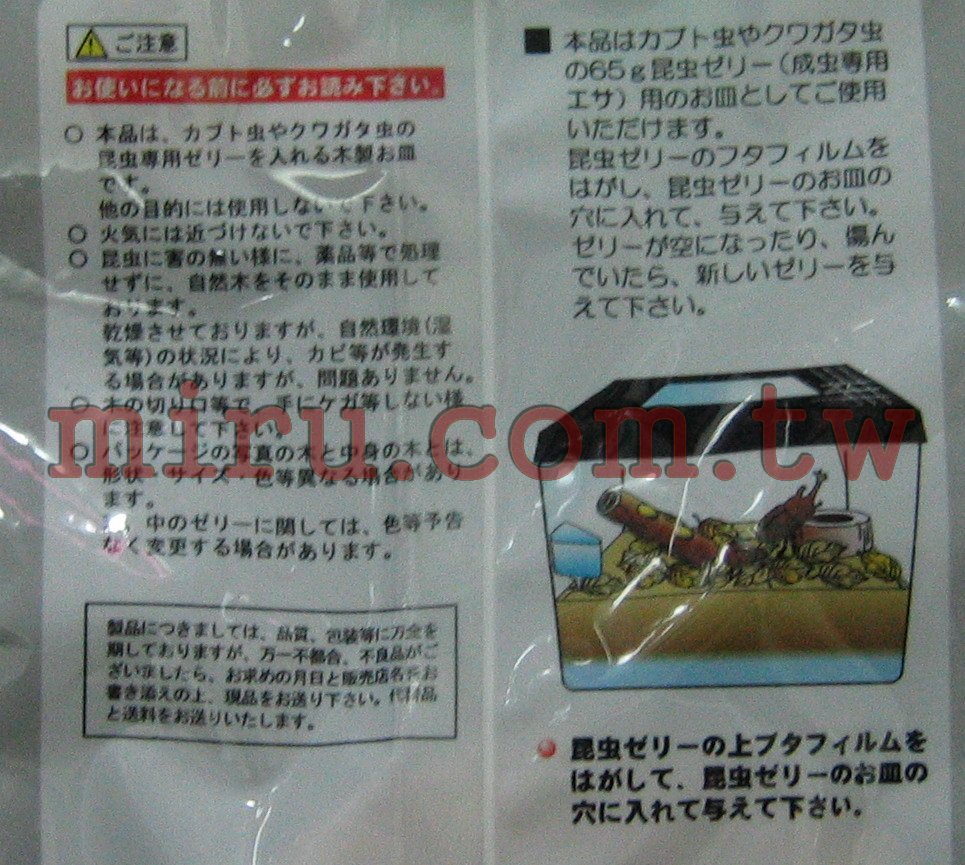 ご注意
お使いになる前に必ずお読み下さい。
○ 本品は、カブト虫やクワガタ虫の
昆虫専用ゼリーを入れる木製お皿
です。
他の目的には使用しないで下さい。
○ 火気には近づけないで下さい。
○ 昆虫に害の無い様に、薬品等で処理
せずに、自然木をそのまま使用して
おります。
乾燥させておりますが、自然環境(湿
気等)の状況により、カビ等が発生す
る場合がありますが、問題ありません。
○ 木の切り口等で、手にケガ等しない様
に注意して下さい。
○ パッケージの写真の木と中身の木とは、
形状・サイズ・色等異なる場合があり
ます。
、中のゼリーに関しては、色等予告
なく変更する場合があります。
製品につきましては、品質、包装等に万全を
期しておりますが、万一不都合、不良品がご
ざいましたら、お求めの月日と販売店名をお
書き添えの上、現品をお送り下さい。代替品
と送料をお送りいたします。
■ 本品はカブト虫やクワガタ虫
の65g昆虫ゼリー(成虫専用
エサ)用のお皿としてご使用
いただけます。
昆虫ゼリーのフタフィルムを
はがし、昆虫ゼリーのお皿の
穴に入れて、与えて下さい。
ゼリーが空になったり、傷ん
でいたら、新しいゼリーを与
えて下さい。
● 昆虫ゼリーの上ブタフィルムを
はがして、昆虫ゼリーのお皿の
穴に入れて与えて下さい。
miru.com.tw